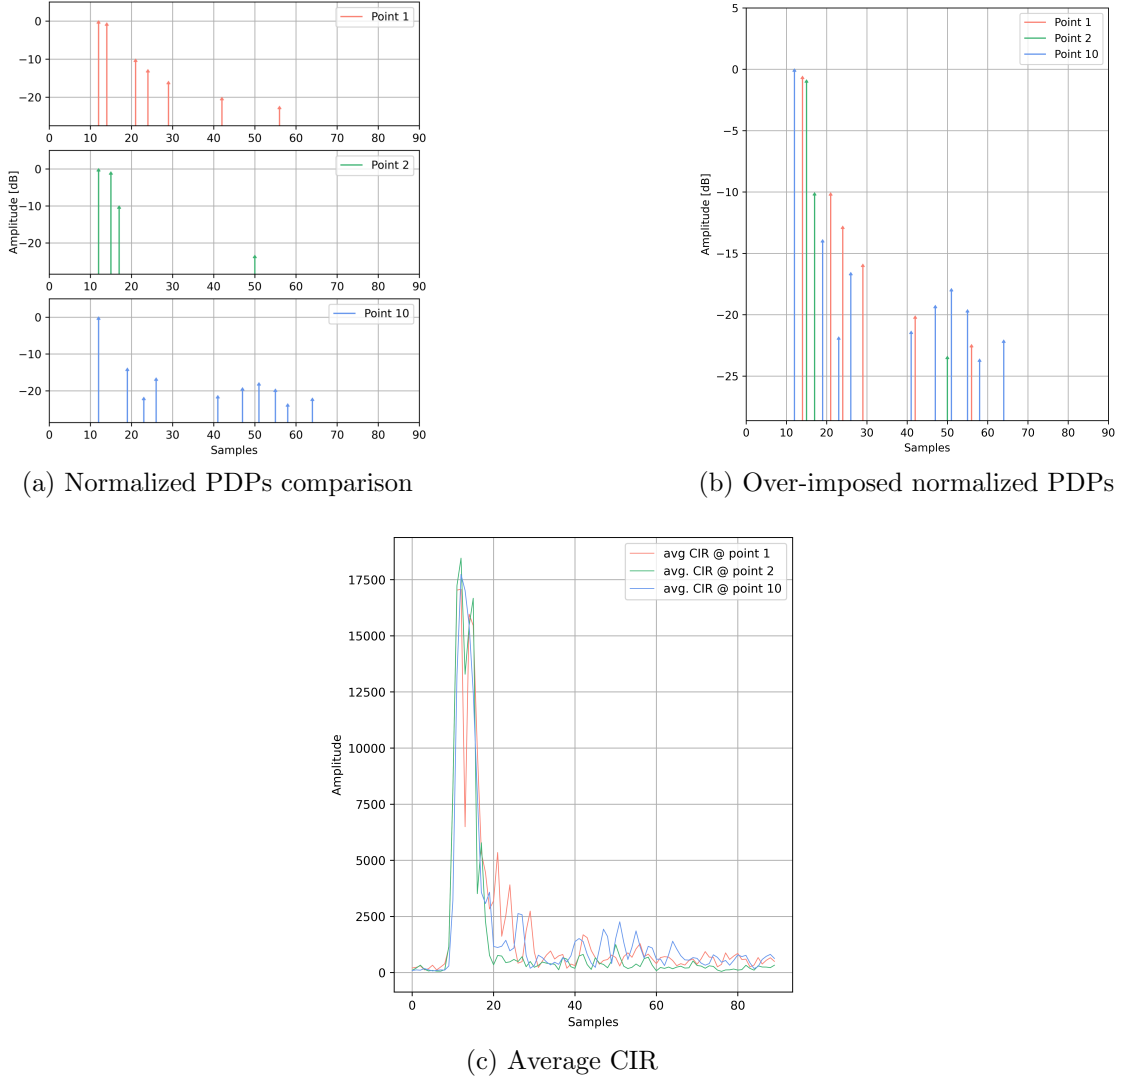 0
−10
−20
Point 1
0 10 20 30 40 50 60 70 80 90
0
−10
−20
Point 2
0 10 20 30 40 50 60 70 80 90
Amplitude [dB]
0
−10
−20
Point 10
0 10 20 30 40 50 60 70 80 90
Samples
(a) Normalized PDPs comparison
5
0
−5
−10
−15
−20
−25
Amplitude [dB]
Point 1
Point 2
Point 10
0 10 20 30 40 50 60 70 80 90
Samples
(b) Over-imposed normalized PDPs
17500
15000
12500
10000
7500
5000
2500
0
Amplitude
avg CIR @ point 1
avg. CIR @ point 2
avg. CIR @ point 10
0 20 40 60 80
Samples
(c) Average CIR